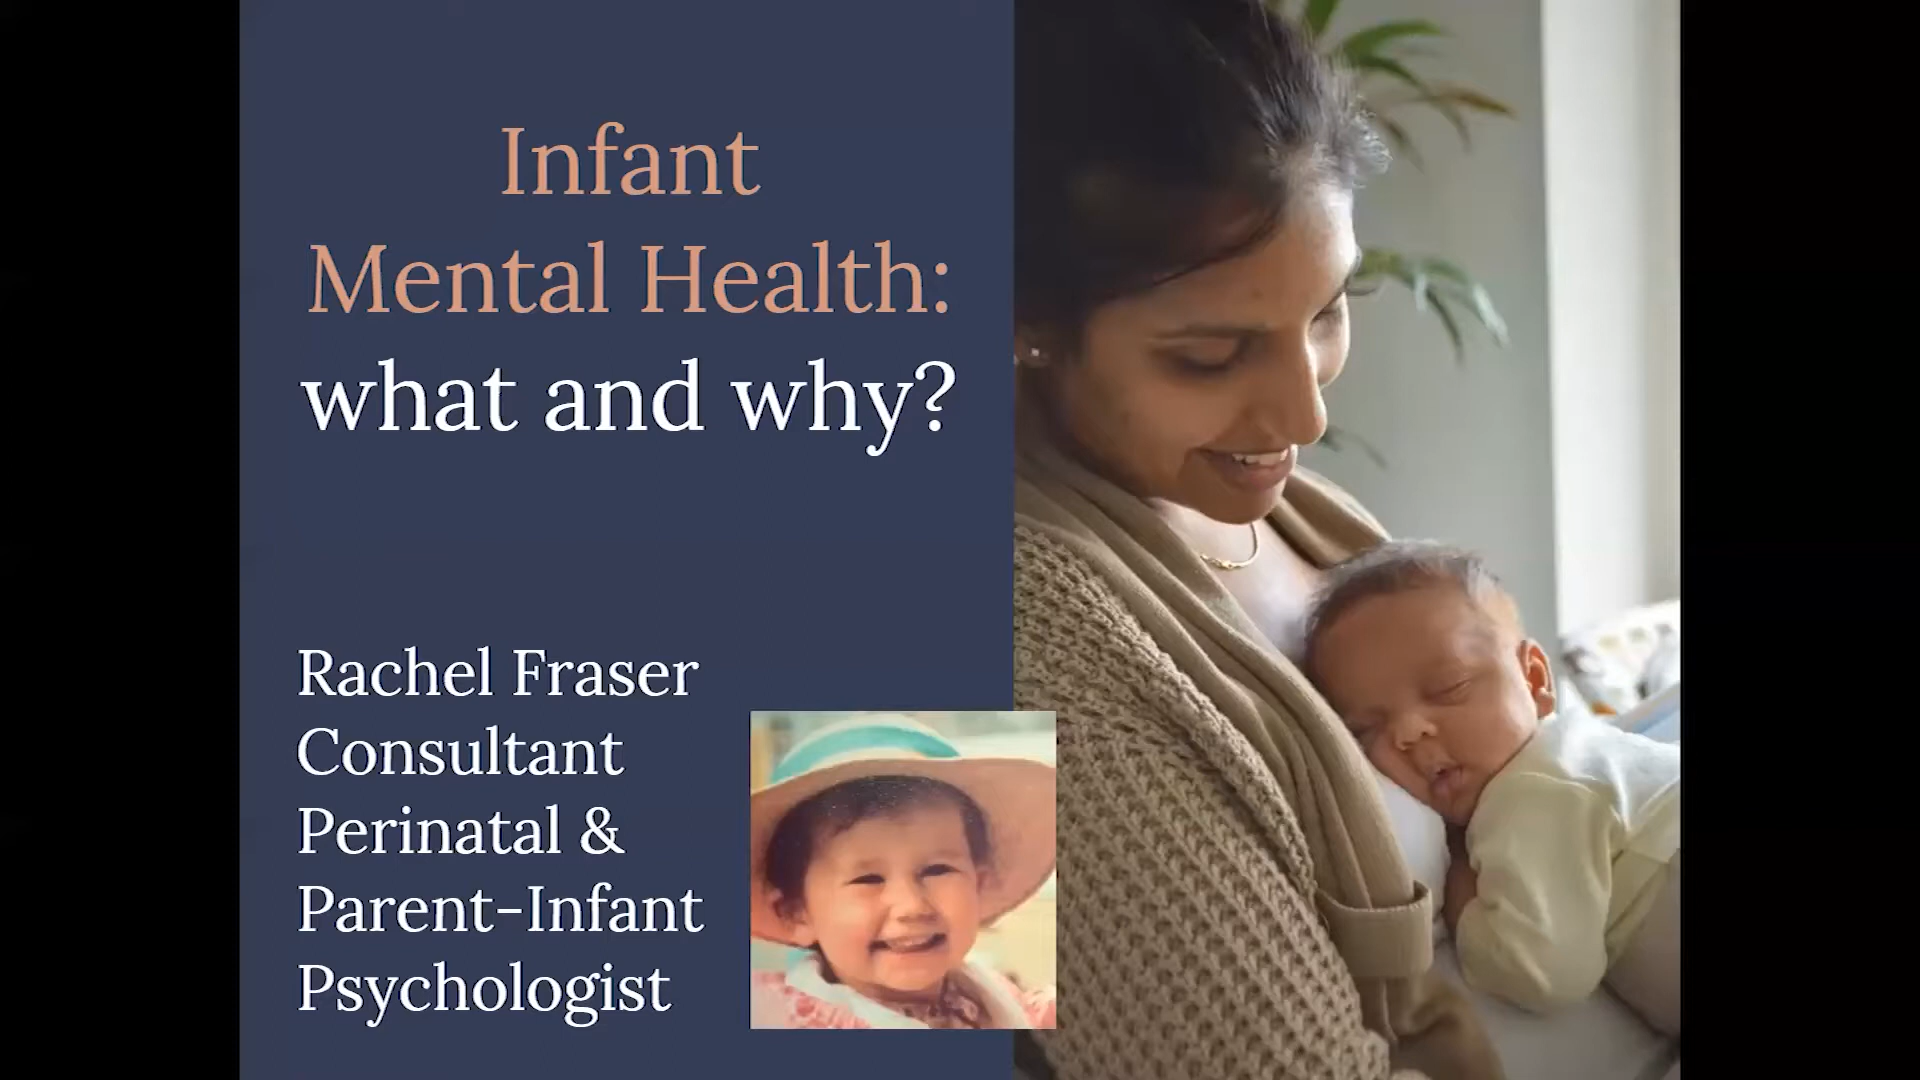 Infant
Mental Health:
what and why?
Rachel Fraser
Consultant
Perinatal &
Parent-Infant
Psychologist